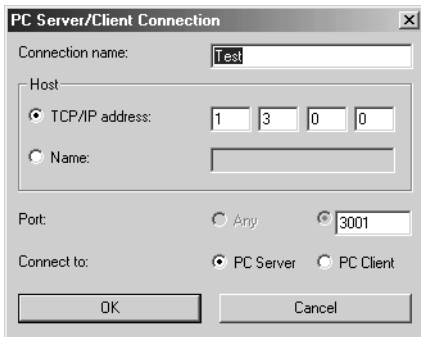 PC Server/Client Connection
Connection name: Test
Host
TCP/IP address: 1 3 0 0
Name:
Port: Any 3001
Connect to: PC Server PC Client
OK Cancel